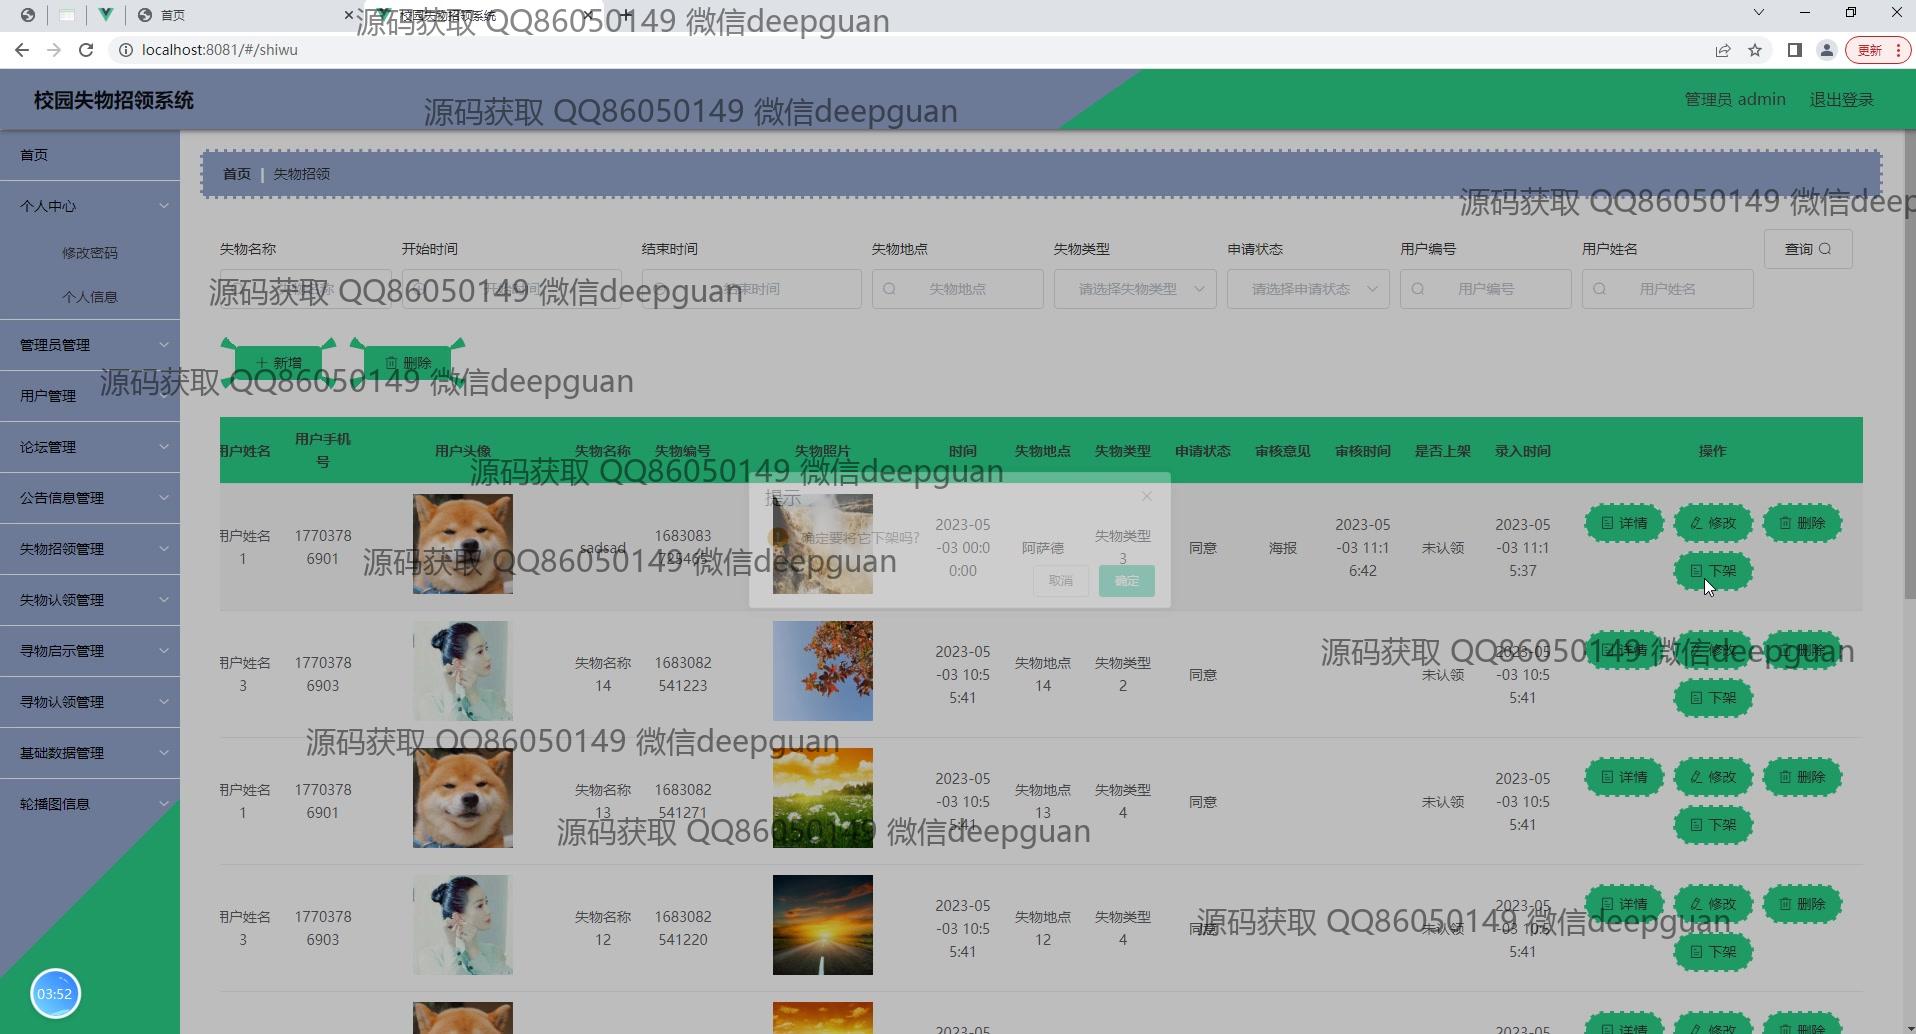 首页
校园失物招领系统
源码获取 QQ86050149 微信deepguan
localhost:8081/#/shiwu
更新
校园失物招领系统
源码获取 QQ86050149 微信deepguan
管理员 admin
退出登录
首页
个人中心
修改密码
个人信息
管理员管理
用户管理
论坛管理
公告信息管理
失物招领管理
失物认领管理
寻物启示管理
寻物认领管理
基础数据管理
轮播图信息
03:52
首页 | 失物招领
源码获取 QQ86050149 微信deep
失物名称 开始时间 结束时间 失物地点 失物类型 申请状态 用户编号 用户姓名 查询
结束时间 失物地点 请选择失物类型 请选择申请状态 用户编号 用户姓名
源码获取 QQ86050149 微信deepguan
新增 删除
源码获取 QQ86050149 微信deepguan
用户姓名 用户手机号 用户头像 失物名称 失物编号 失物照片 时间 失物地点 失物类型 申请状态 审核意见 审核时间 是否上架 录入时间 操作
源码获取 QQ86050149 微信deepguan
提示
确定要将它下架吗?
取消 确定
用户姓名1 17703786901 sadsad 1683083725465 2023-05-03 00:00:00 阿萨德 失物类型3 同意 海报 2023-05-03 11:16:42 未认领 2023-05-03 11:15:37 详情 修改 删除 下架
源码获取 QQ86050149 微信deepguan
用户姓名3 17703786903 失物名称14 1683082541223 2023-05-03 10:55:41 失物地点14 失物类型2 同意 未认领 2023-05-03 10:55:41 详情 修改 删除 下架
源码获取 QQ86050149 微信deepguan
源码获取 QQ86050149 微信deepguan
用户姓名1 17703786901 失物名称13 1683082541271 2023-05-03 10:55:41 失物地点13 失物类型4 同意 未认领 2023-05-03 10:55:41 详情 修改 删除 下架
源码获取 QQ86050149 微信deepguan
用户姓名3 17703786903 失物名称12 1683082541220 2023-05-03 10:55:41 失物地点12 失物类型4 同意 未认领 2023-05-03 10:55:41 详情 修改 删除 下架
源码获取 QQ86050149 微信deepguan
2023-05 2023-05 详情 修改 删除